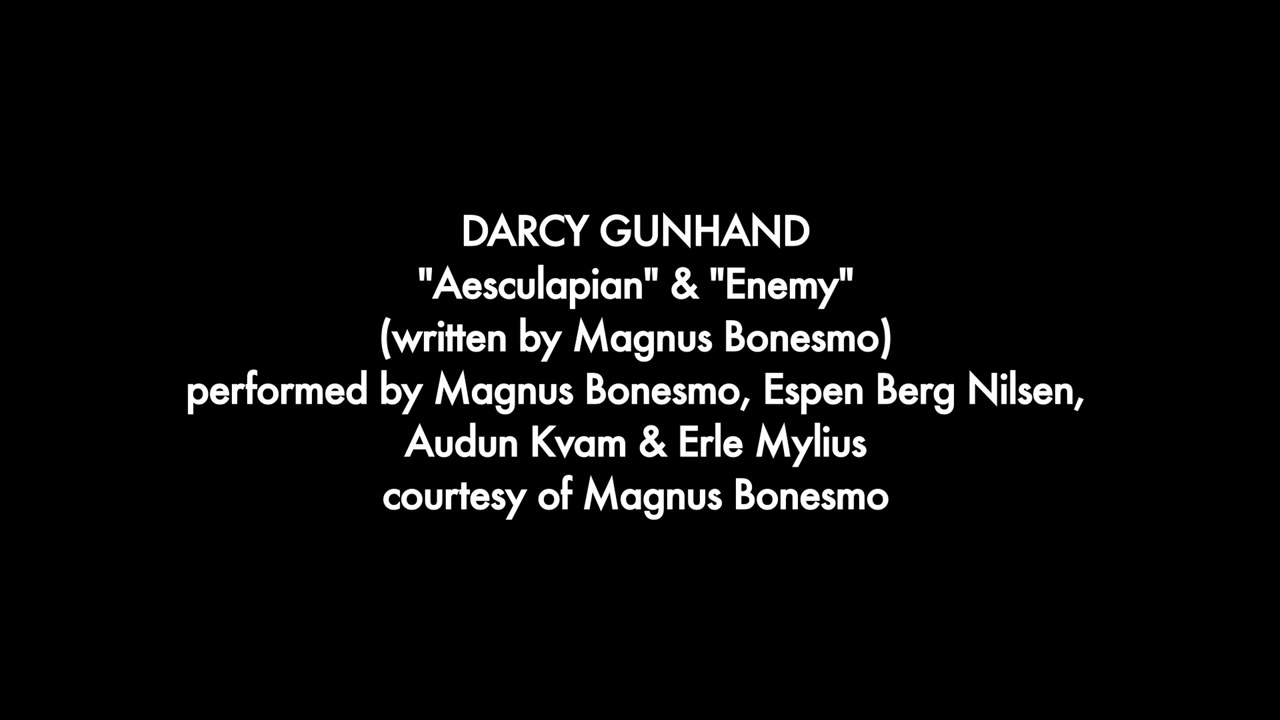 DARCY GUNHAND
"Aesculapian" & "Enemy"
(written by Magnus Bonesmo)
performed by Magnus Bonesmo, Espen Berg Nilsen,
Audun Kvam & Erle Mylius
courtesy of Magnus Bonesmo